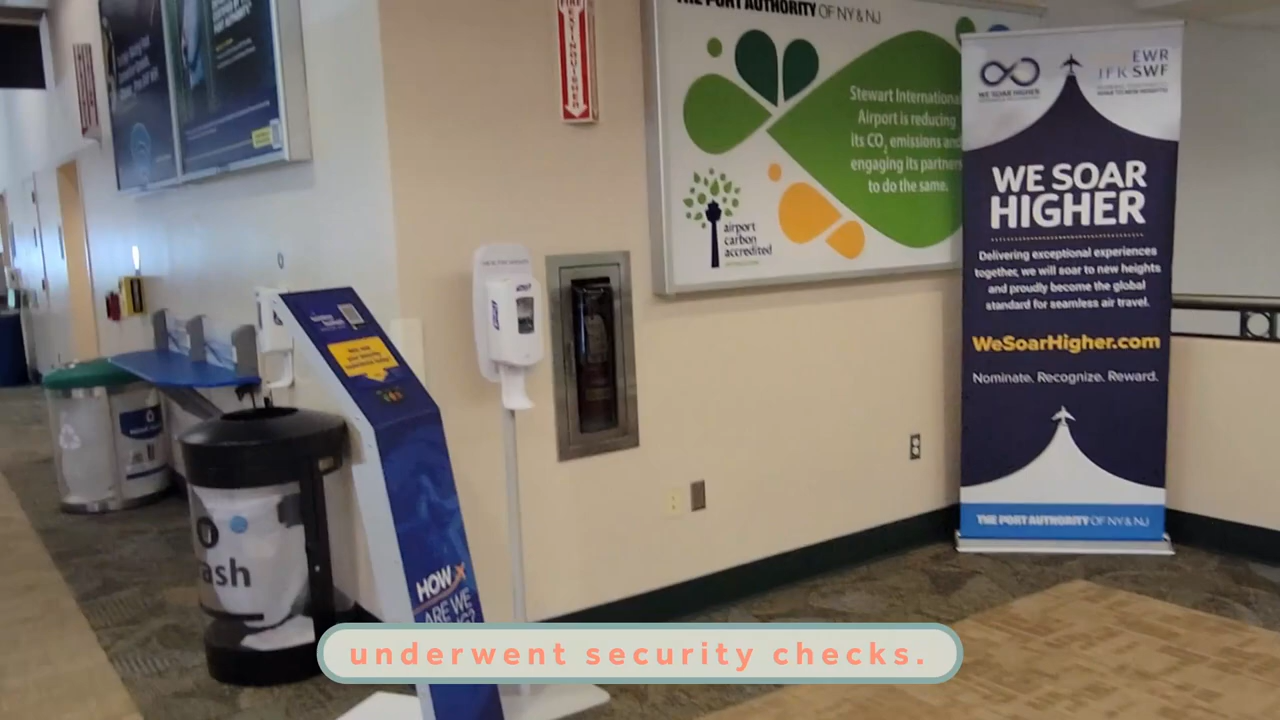 THE PORT AUTHORITY OF NY & NJ
FIRE
EXTINGUISHER
Stewart International
Airport is reducing
its CO2 emissions and
engaging its partners
to do the same.
airport
carbon
accredited
EWR
JFK SWF
WE SOAR HIGHER
WE SOAR
HIGHER
Delivering exceptional experiences
together, we will soar to new heights
and proudly become the global
standard for seamless air travel.
WeSoarHigher.com
Nominate. Recognize. Reward.
THE PORT AUTHORITY OF NY & NJ
PURELL
HOW
ARE WE
ash
underwent security checks.